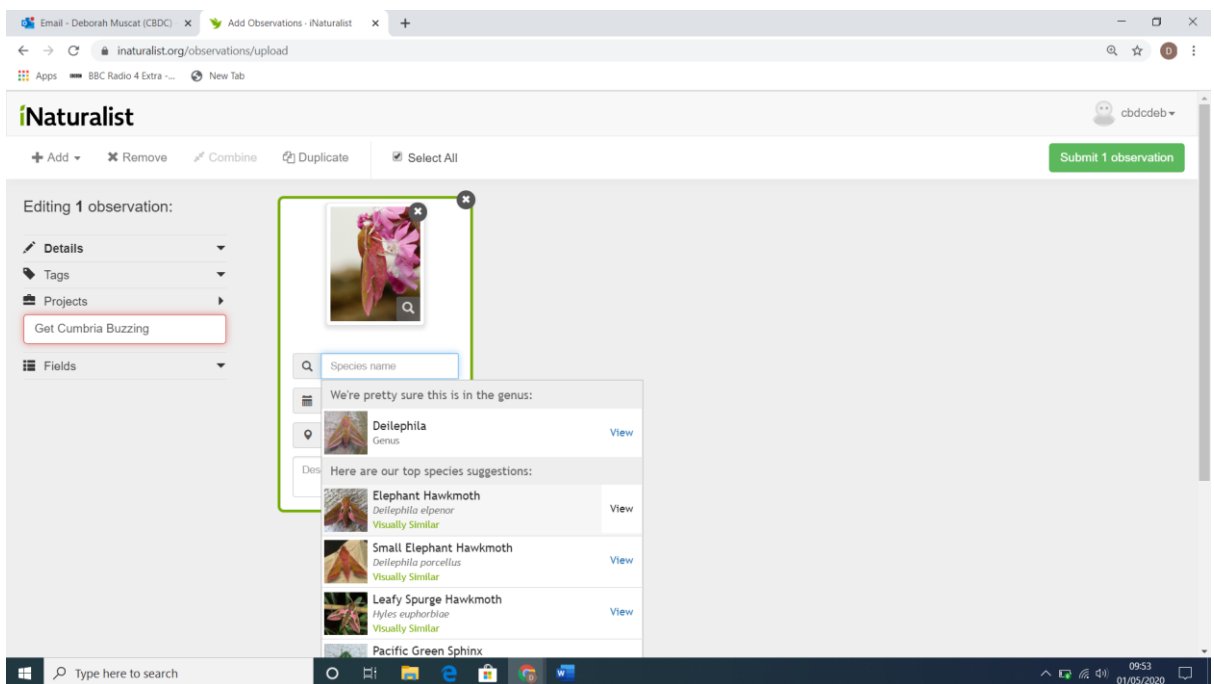 Email - Deborah Muscat (CBDC)
Add Observations · iNaturalist
inaturalist.org/observations/upload
D
Apps
BBC Radio 4 Extra -...
New Tab
iNaturalist
cbdcdeb
Add
Remove
Combine
Duplicate
Select All
Submit 1 observation
Editing 1 observation:
Details
Tags
Projects
Get Cumbria Buzzing
Fields
Species name
Des
We're pretty sure this is in the genus:
Deilephila
Genus
View
Here are our top species suggestions:
Elephant Hawkmoth
Deilephila elpenor
Visually Similar
View
Small Elephant Hawkmoth
Deilephila porcellus
Visually Similar
View
Leafy Spurge Hawkmoth
Hyles euphorbiae
Visually Similar
View
Pacific Green Sphinx
Type here to search
09:53
01/05/2020